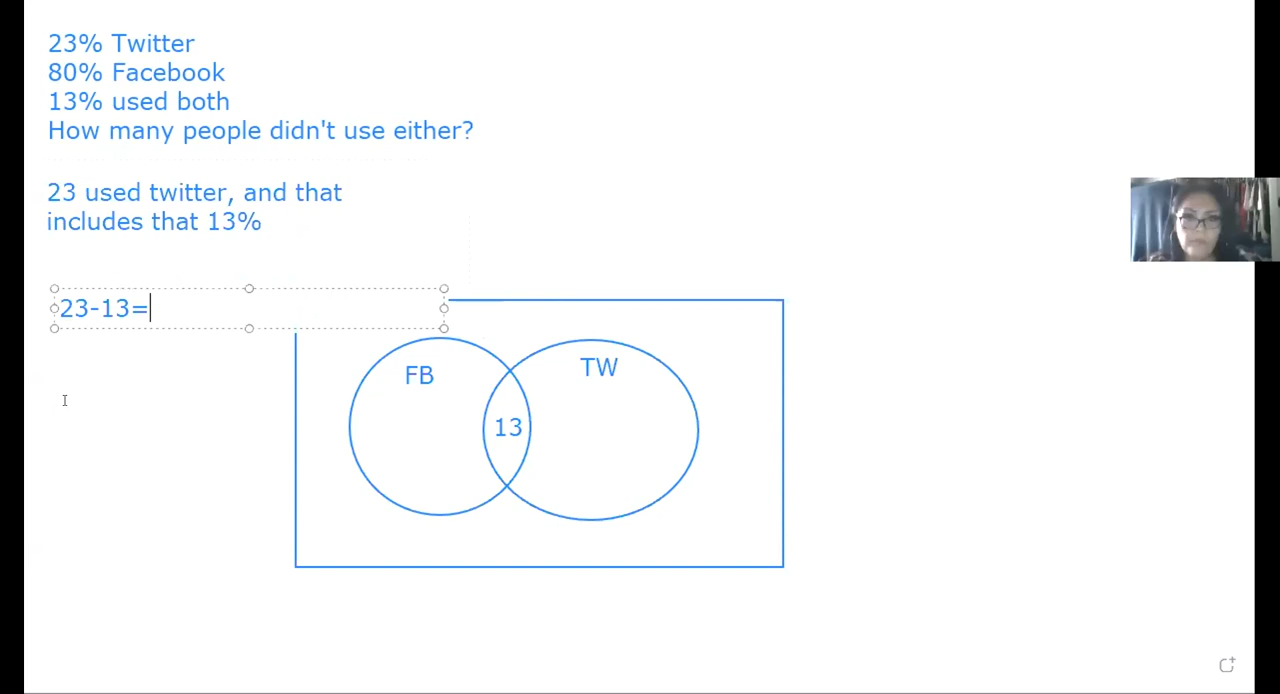 23% Twitter
80% Facebook
13% used both
How many people didn't use either?
23 used twitter, and that
includes that 13%
23-13=
FB
TW
13